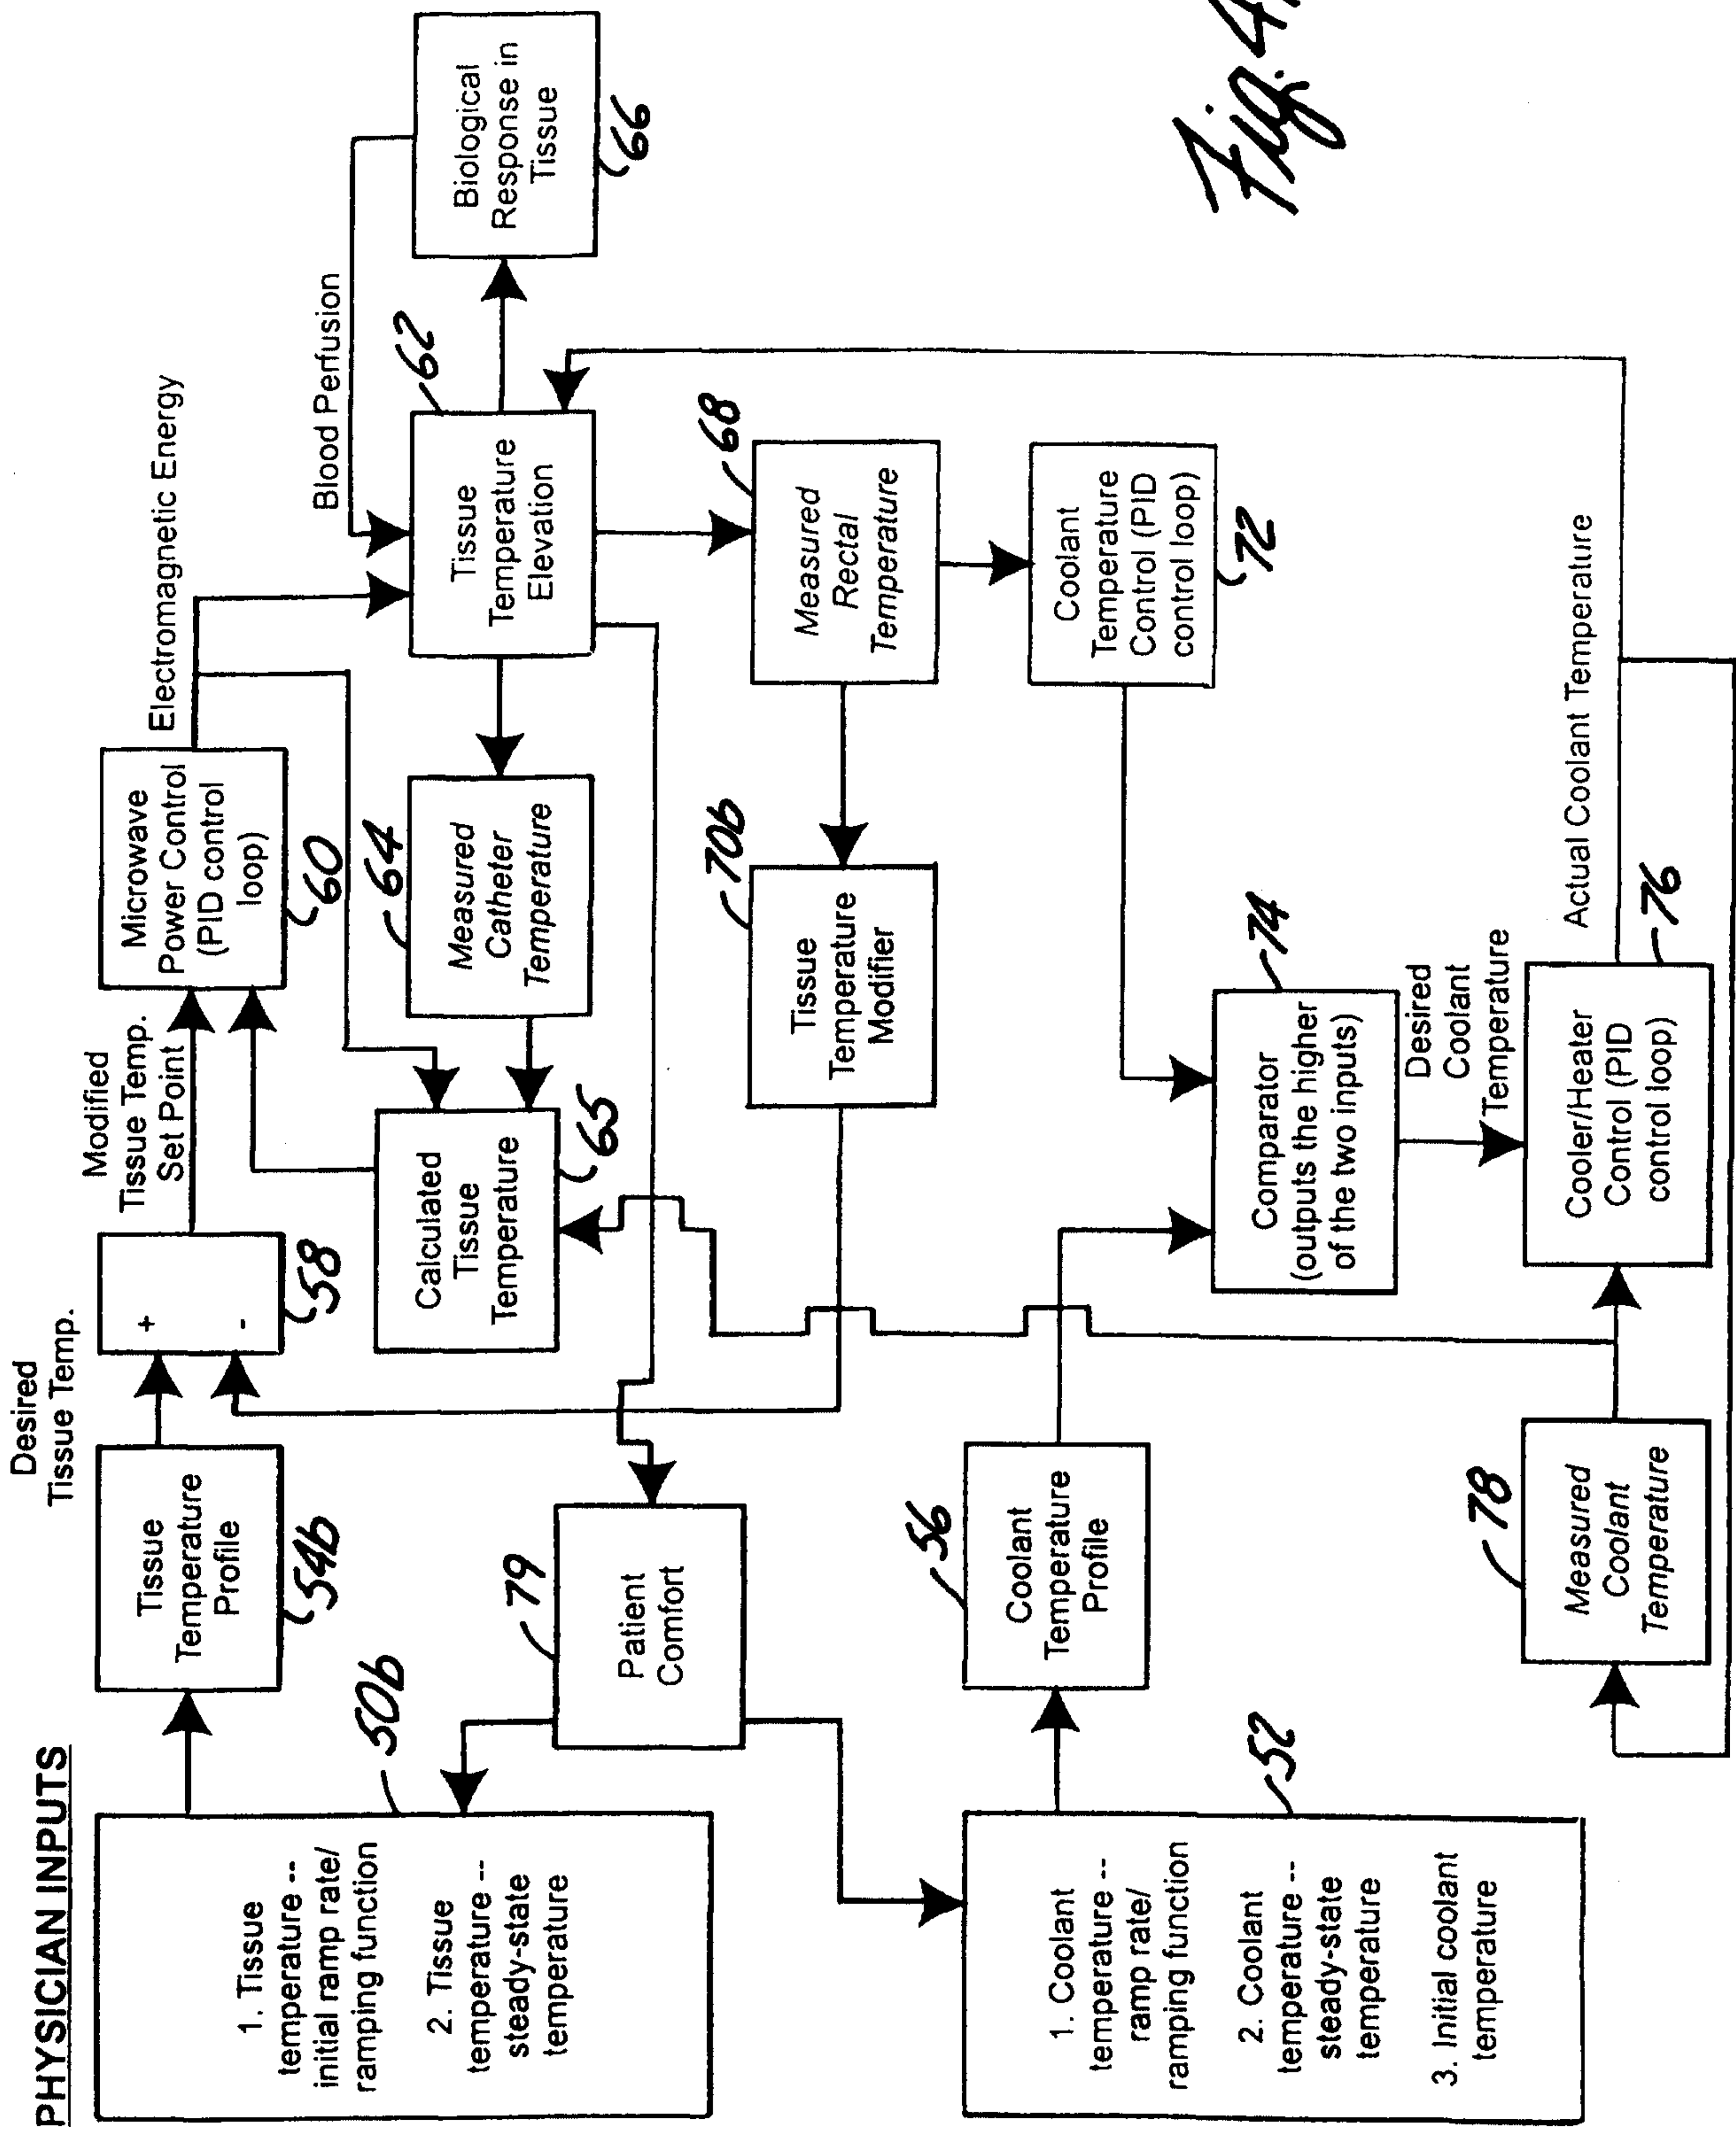 PHYSICIAN INPUTS
1. Tissue
temperature --
initial ramp rate/
ramping function
2. Tissue
temperature --
steady-state
temperature
50b
Tissue
Temperature
Profile
54b
Desired
Tissue Temp.
+
-
58
Modified
Tissue Temp.
Set Point
Microwave
Power Control
(PID control
loop)
60
Electromagnetic Energy
Blood Perfusion
Calculated
Tissue
Temperature
65
Measured
Catheter
Temperature
64
Tissue
Temperature
Elevation
62
Biological
Response in
Tissue
66
Patient
Comfort
79
Tissue
Temperature
Modifier
70b
Measured
Rectal
Temperature
68
1. Coolant
temperature --
ramp rate/
ramping function
2. Coolant
temperature --
steady-state
temperature
3. Initial coolant
temperature
52
Coolant
Temperature
Profile
56
Comparator
(outputs the higher
of the two inputs)
74
Coolant
Temperature
Control (PID
control loop)
72
Desired
Coolant
Temperature
Measured
Coolant
Temperature
78
Cooler/Heater
Control (PID
control loop)
76
Actual Coolant Temperature
Fig.